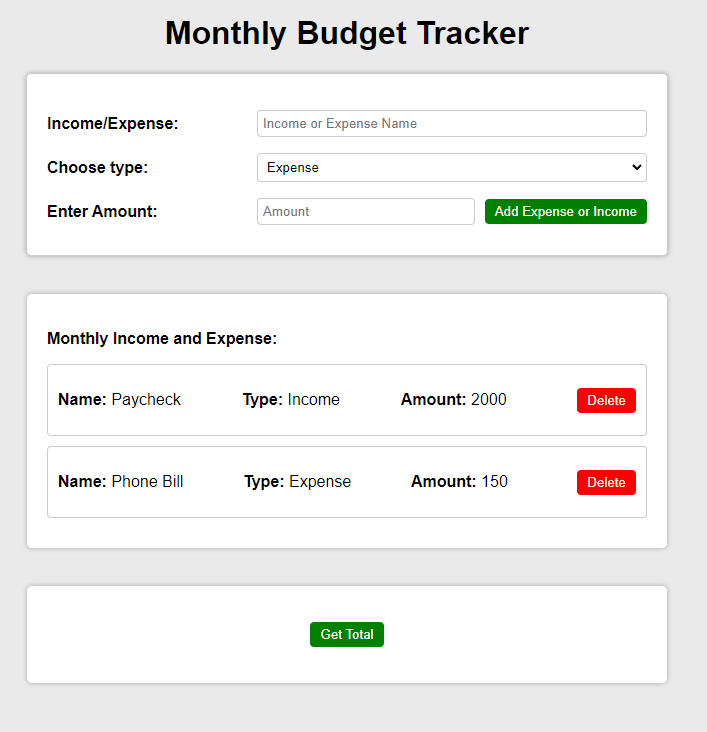 Monthly Budget Tracker
Income/Expense: Income or Expense Name
Choose type: Expense
Enter Amount: Amount Add Expense or Income
Monthly Income and Expense:
Name: Paycheck Type: Income Amount: 2000 Delete
Name: Phone Bill Type: Expense Amount: 150 Delete
Get Total